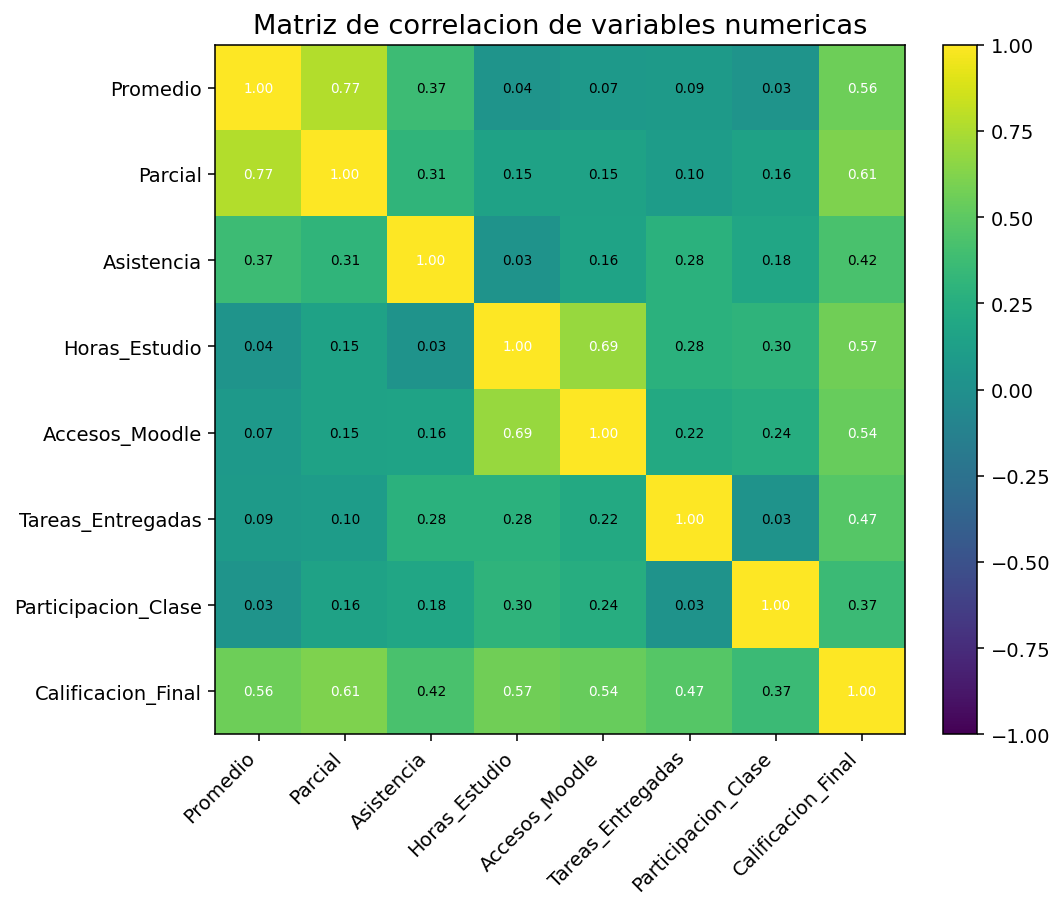 Matriz de correlacion de variables numericas
Promedio 1.00 0.77 0.37 0.04 0.07 0.09 0.03 0.56
Parcial 0.77 1.00 0.31 0.15 0.15 0.10 0.16 0.61
Asistencia 0.37 0.31 1.00 0.03 0.16 0.28 0.18 0.42
Horas_Estudio 0.04 0.15 0.03 1.00 0.69 0.28 0.30 0.57
Accesos_Moodle 0.07 0.15 0.16 0.69 1.00 0.22 0.24 0.54
Tareas_Entregadas 0.09 0.10 0.28 0.28 0.22 1.00 0.03 0.47
Participacion_Clase 0.03 0.16 0.18 0.30 0.24 0.03 1.00 0.37
Calificacion_Final 0.56 0.61 0.42 0.57 0.54 0.47 0.37 1.00
Promedio
Parcial
Asistencia
Horas_Estudio
Accesos_Moodle
Tareas_Entregadas
Participacion_Clase
Calificacion_Final
1.00
0.75
0.50
0.25
0.00
−0.25
−0.50
−0.75
−1.00